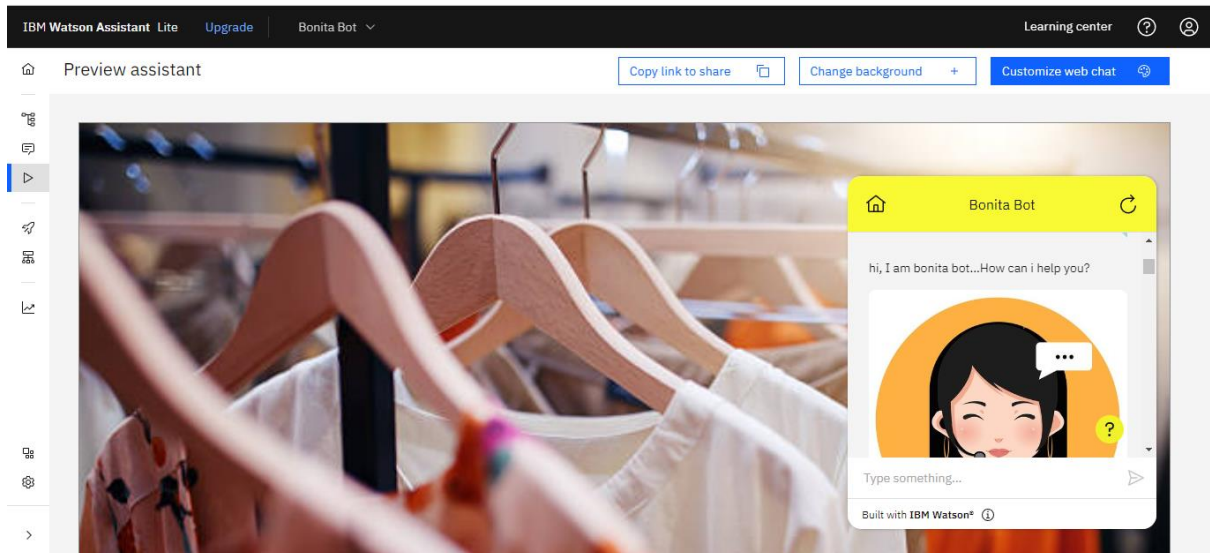 IBM Watson Assistant Lite Upgrade Bonita Bot Learning center
Preview assistant Copy link to share Change background + Customize web chat
Bonita Bot
hi, I am bonita bot...How can i help you?
...
?
Type something...
Built with IBM Watson®